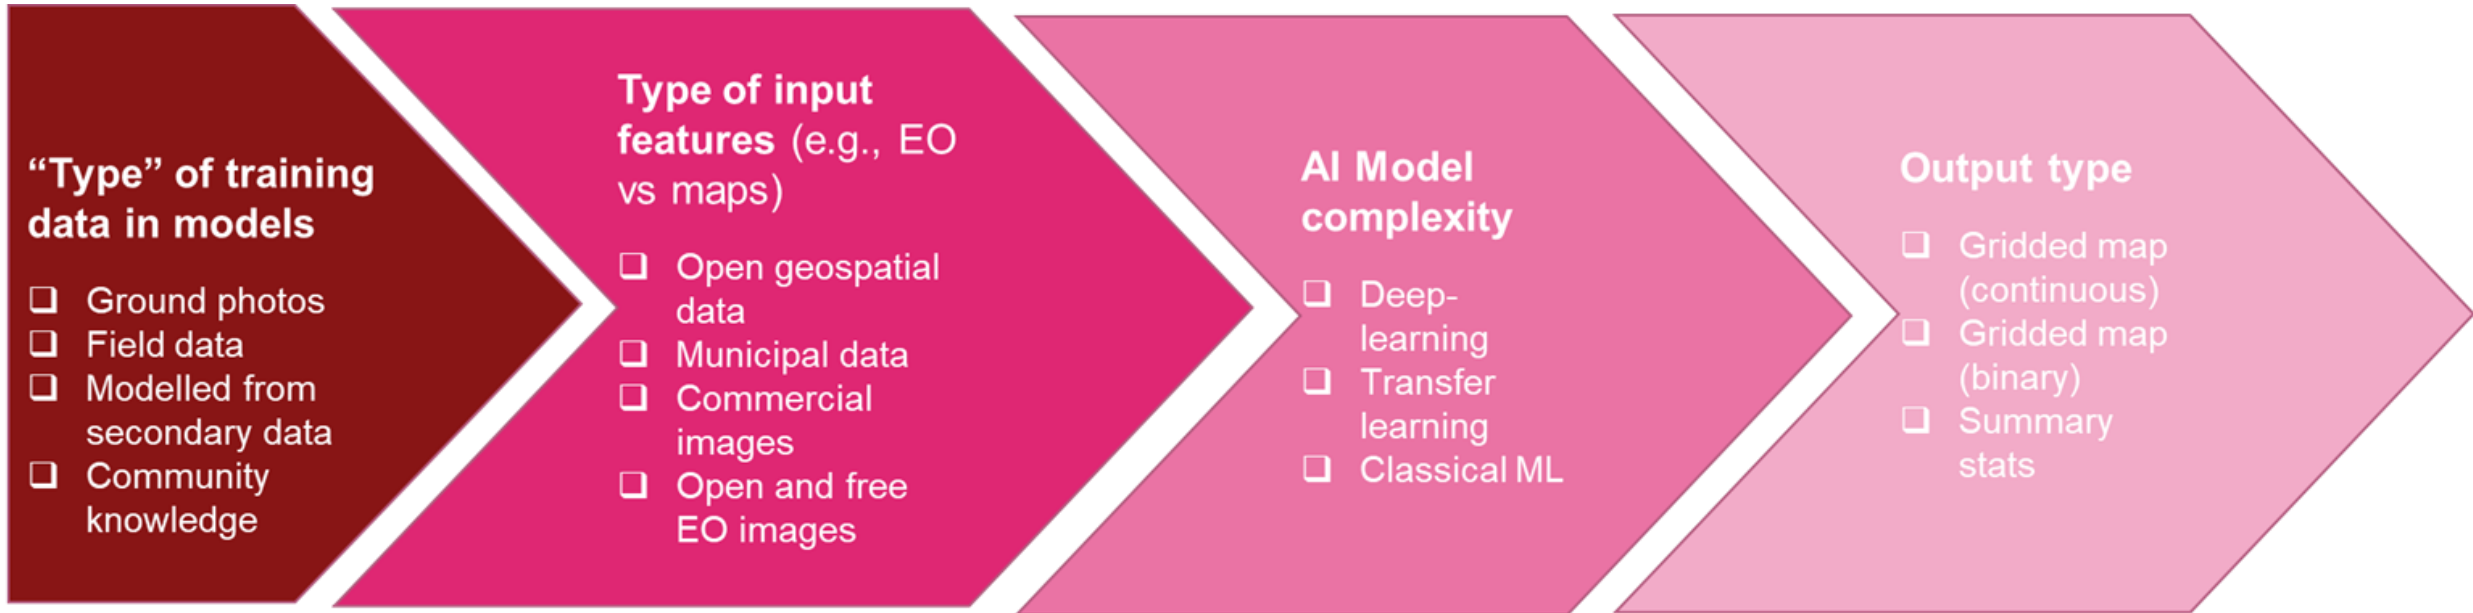 “Type” of training
data in models
Ground photos
Field data
Modelled from
secondary data
Community
knowledge
Type of input
features (e.g., EO
vs maps)
Open geospatial
data
Municipal data
Commercial
images
Open and free
EO images
AI Model
complexity
Deep-
learning
Transfer
learning
Classical ML
Output type
Gridded map
(continuous)
Gridded map
(binary)
Summary
stats